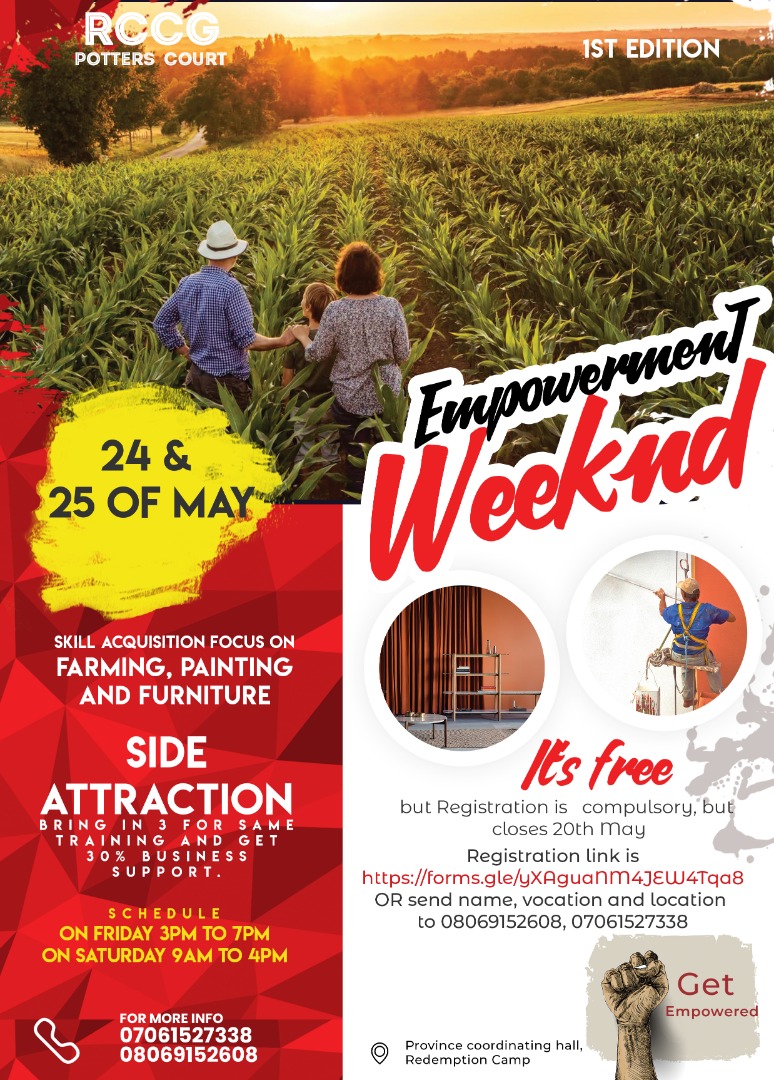 RCCG
POTTERS COURT
1ST EDITION
Empowerment
Weeknd
24 &
25 OF MAY
SKILL ACQUISITION FOCUS ON
FARMING, PAINTING
AND FURNITURE
SIDE
ATTRACTION
BRING IN 3 FOR SAME
TRAINING AND GET
30% BUSINESS
SUPPORT.
SCHEDULE
ON FRIDAY 3PM TO 7PM
ON SATURDAY 9AM TO 4PM
FOR MORE INFO
07061527338
08069152608
It's free
but Registration is compulsory, but
closes 20th May
Registration link is
https://forms.gle/yXAguaNM4JEW4Tqa8
OR send name, vocation and location
to 08069152608, 07061527338
Get
Empowered
Province coordinating hall,
Redemption Camp